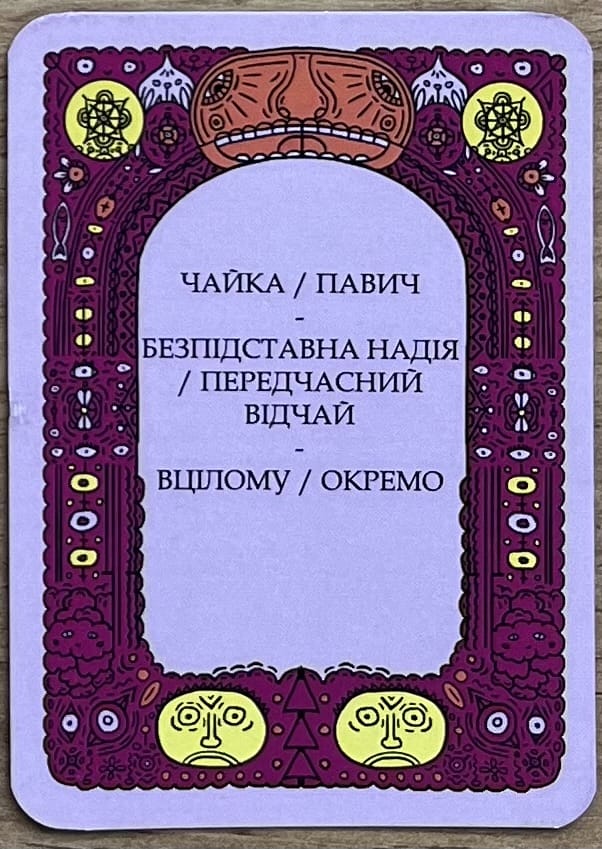 ЧАЙКА / ПАВИЧ
-
БЕЗПІДСТАВНА НАДІЯ
/ ПЕРЕДЧАСНИЙ
ВІДЧАЙ
-
ВЦІЛОМУ / ОКРЕМО